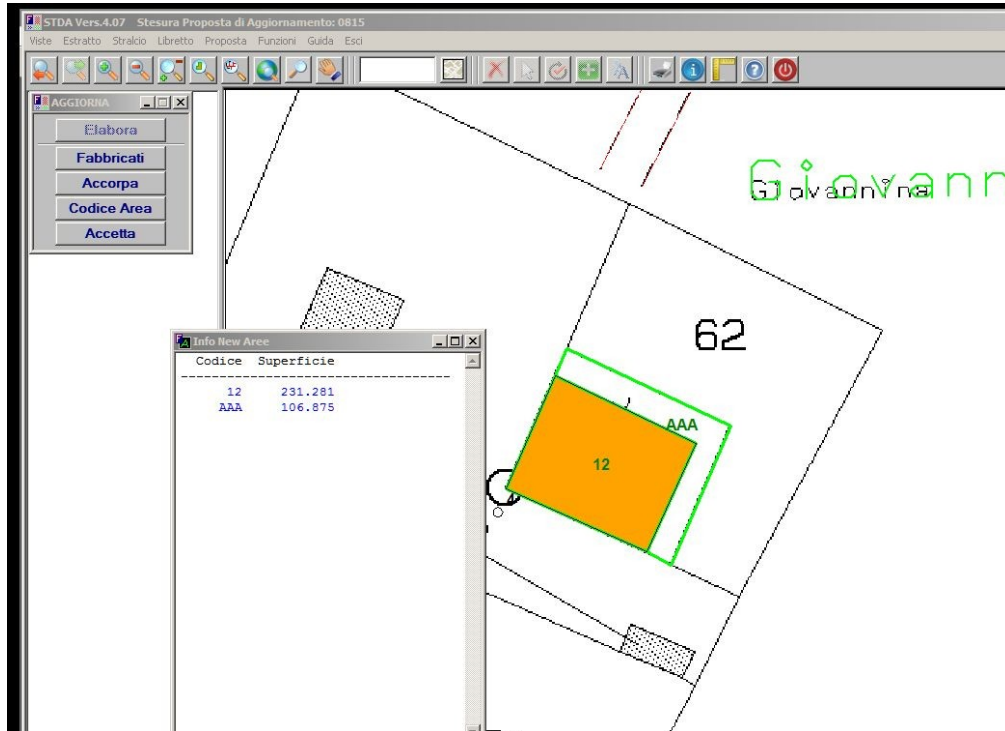 STDA Vers.4.07 Stesura Proposta di Aggiornamento: 0815
Viste Estratto Stralcio Libretto Proposta Funzioni Guida Esci
AGGIORNA
Elabora
Fabbricati
Accorpa
Codice Area
Accetta
Giovann
Giovannina
62
Info New Aree
Codice Superficie
12 231.281
AAA 106.875
AAA
12